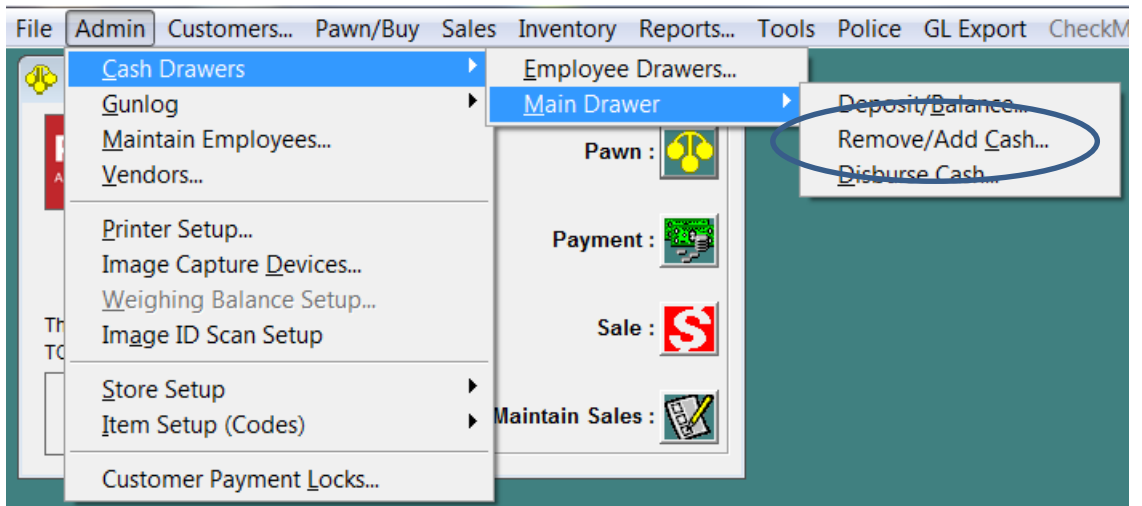 File Admin Customers... Pawn/Buy Sales Inventory Reports... Tools Police GL Export CheckM
Cash Drawers
Gunlog
Maintain Employees...
Vendors...
Printer Setup...
Image Capture Devices...
Weighing Balance Setup...
Image ID Scan Setup
Store Setup
Item Setup (Codes)
Customer Payment Locks...
Employee Drawers...
Main Drawer
Deposit/Balance...
Remove/Add Cash...
Disburse Cash...
Pawn :
Payment :
Sale :
Maintain Sales :
Th
TO